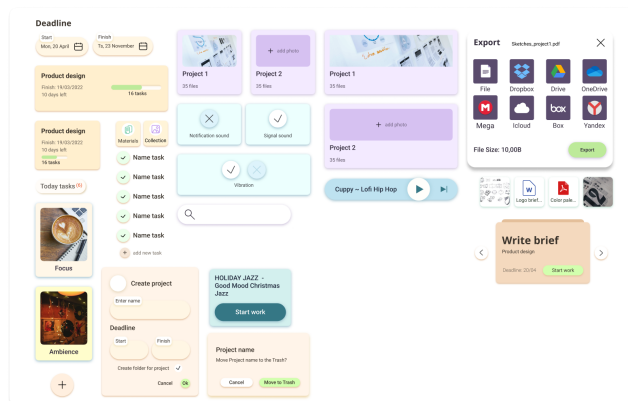 Deadline
Start
Mon, 20 April
Finish
Ts, 23 November
Product design
Finish: 19/03/2022
10 days left
16 tasks
Product design
Finish: 19/03/2022
10 days left
16 tasks
Materials
Collection
Name task
Name task
Name task
Name task
Name task
add new task
Today tasks (5)
Focus
Ambience
Project 1
35 files
add photo
Project 2
35 files
Notification sound
Signal sound
Vibration
Create project
Enter name
Deadline
Start
Finish
Create folder for project
Cancel
Ok
HOLIDAY JAZZ -
Good Mood Christmas
Jazz
Start work
Project name
Move Project name to the Trash?
Cancel
Move to Trash
Project 1
35 files
add photo
Project 2
35 files
Cuppy – Lofi Hip Hop
Export
Sketches_project1.pdf
File
Dropbox
Drive
OneDrive
Mega
Icloud
box
Box
Yandex
File Size: 10,00B
Export
W
Logo brief...
Color pale...
Write brief
Product design
Deadline: 20/04
Start work